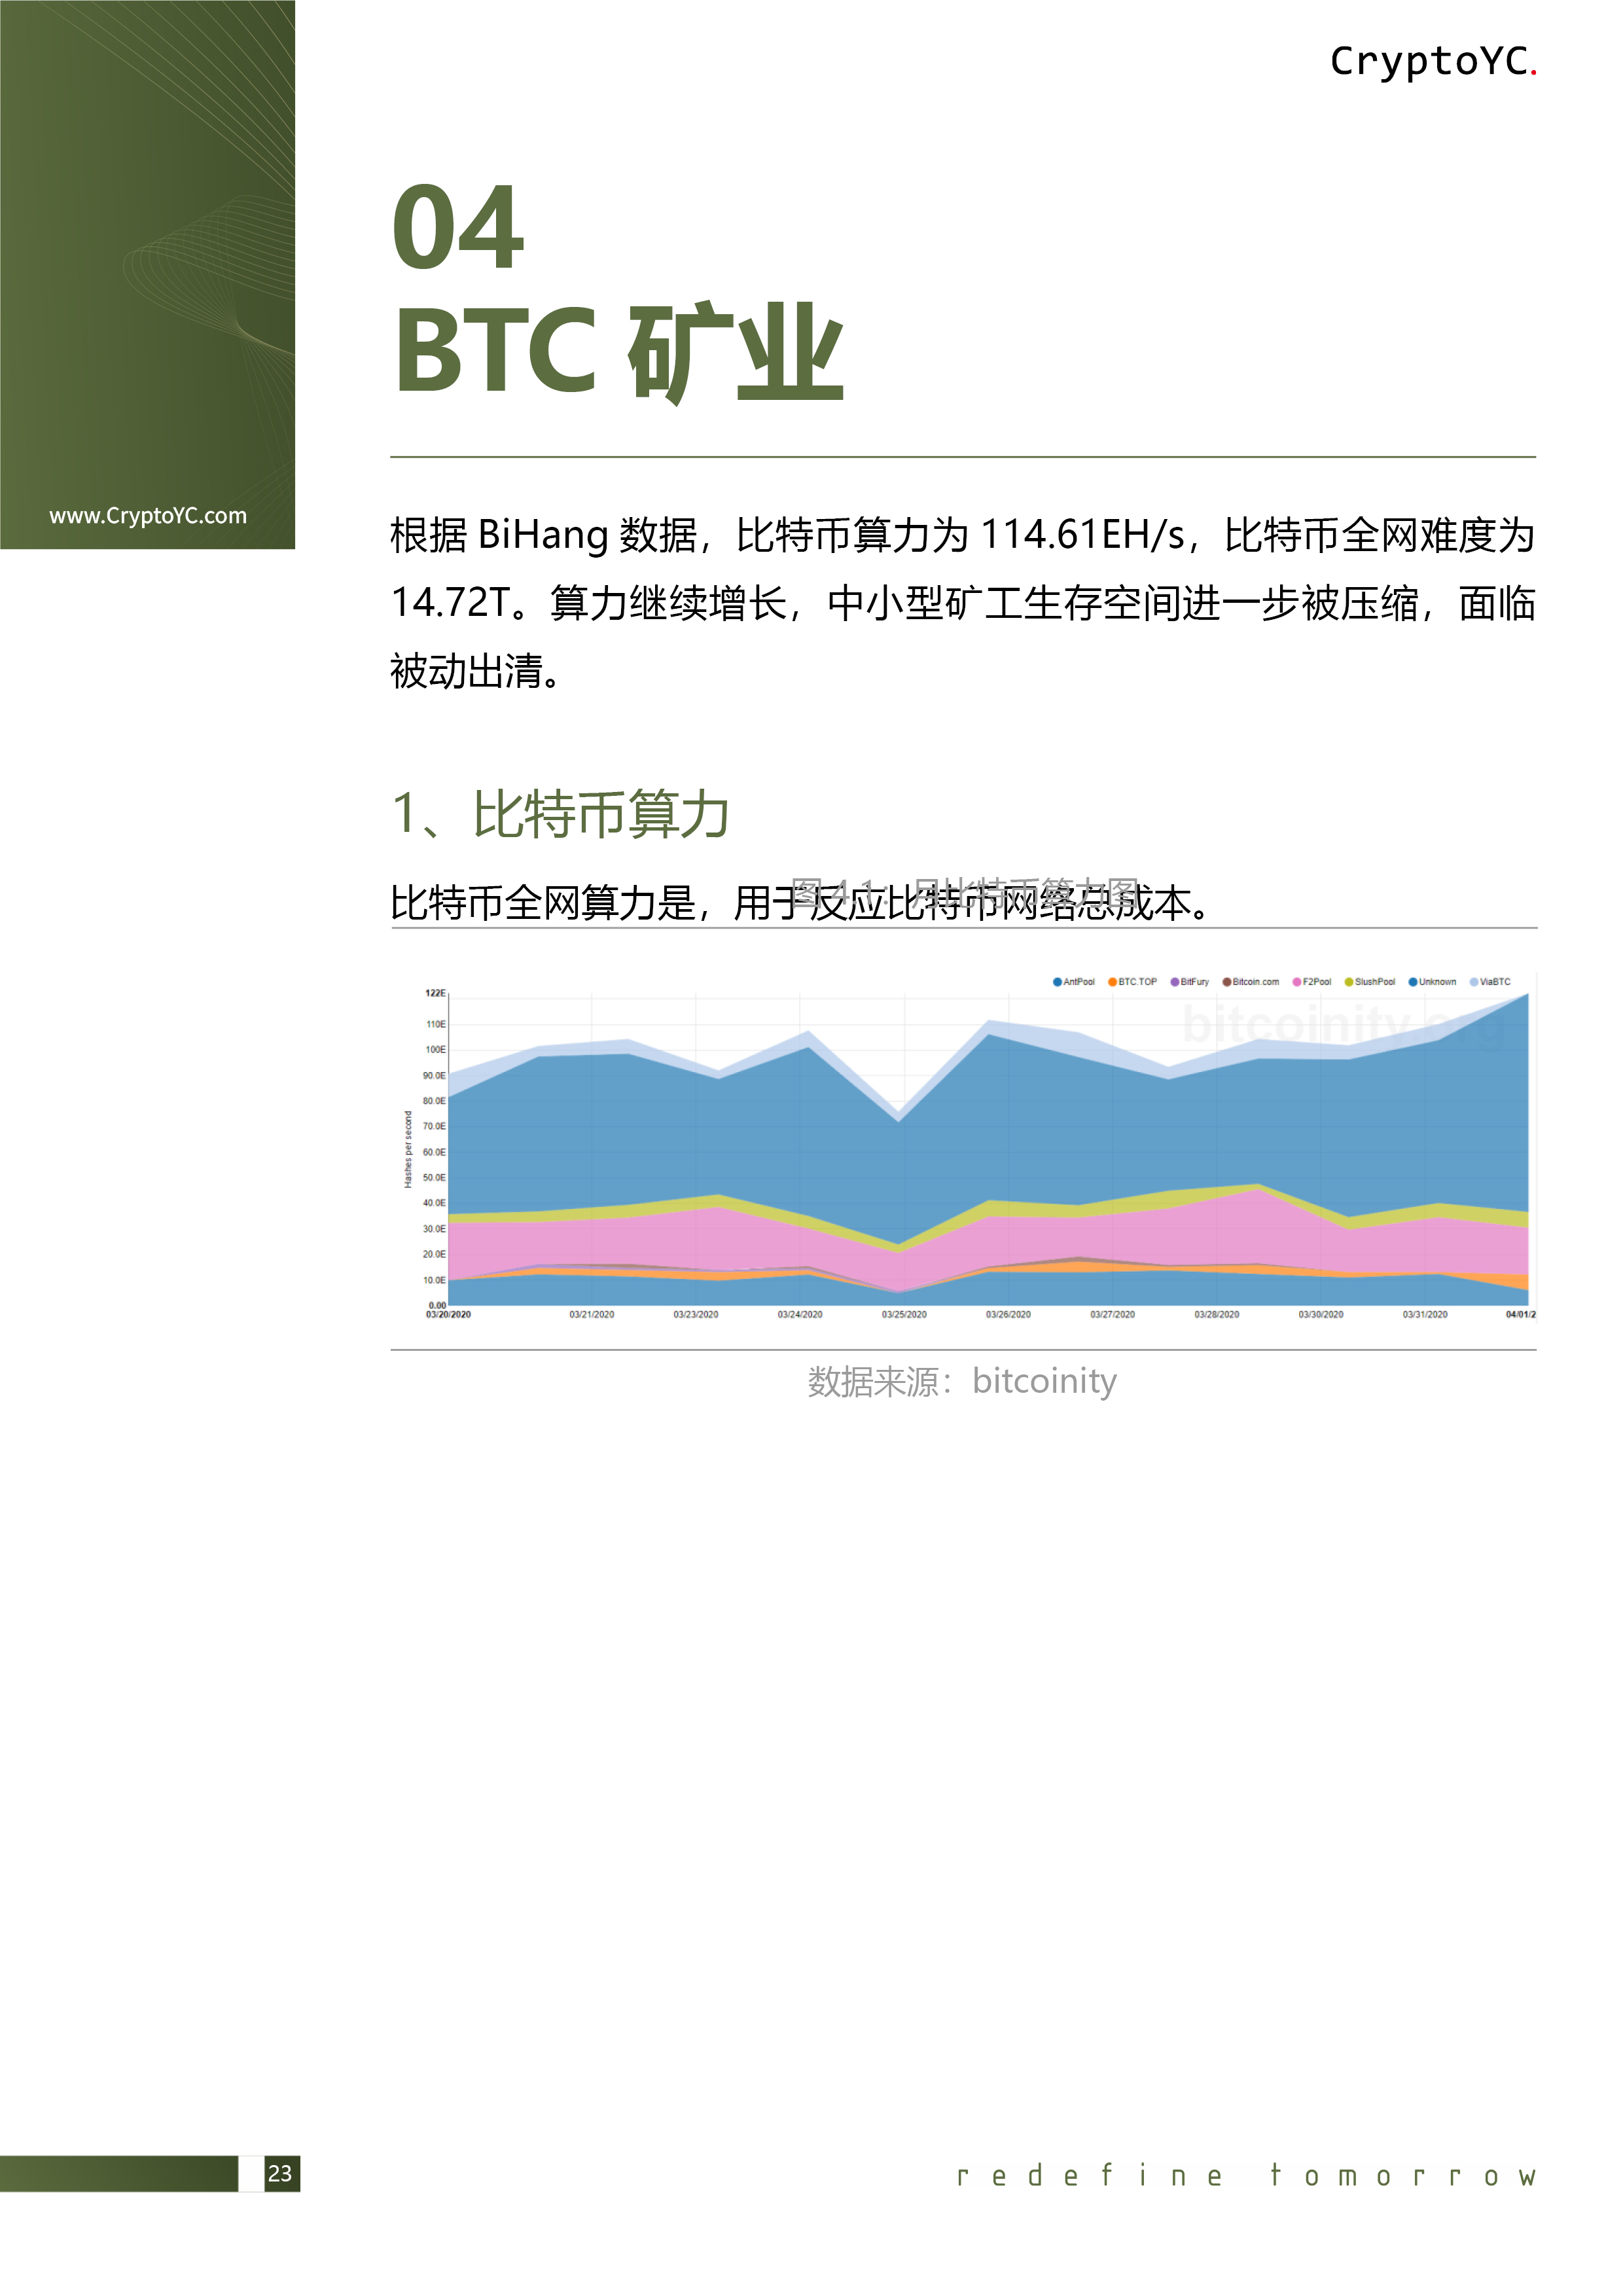 CryptoYC.
www.CryptoYC.com
04
BTC 矿业
根据 BiHang 数据，比特币算力为 114.61EH/s，比特币全网难度为
14.72T。算力继续增长，中小型矿工生存空间进一步被压缩，面临
被动出清。
1、比特币算力
图 4.1：月比特币算力图
比特币全网算力是，用于反应比特币网络总成本。
AntPool BTC.TOP BitFury Bitcoin.com F2Pool SlushPool Unknown ViaBTC
bitcoinity.org
Hashes per second
122E
110E
100E
90.0E
80.0E
70.0E
60.0E
50.0E
40.0E
30.0E
20.0E
10.0E
0.00
03/20/2020 03/21/2020 03/23/2020 03/24/2020 03/25/2020 03/26/2020 03/27/2020 03/28/2020 03/30/2020 03/31/2020 04/01/2
数据来源：bitcoinity
23
redefine tomorrow